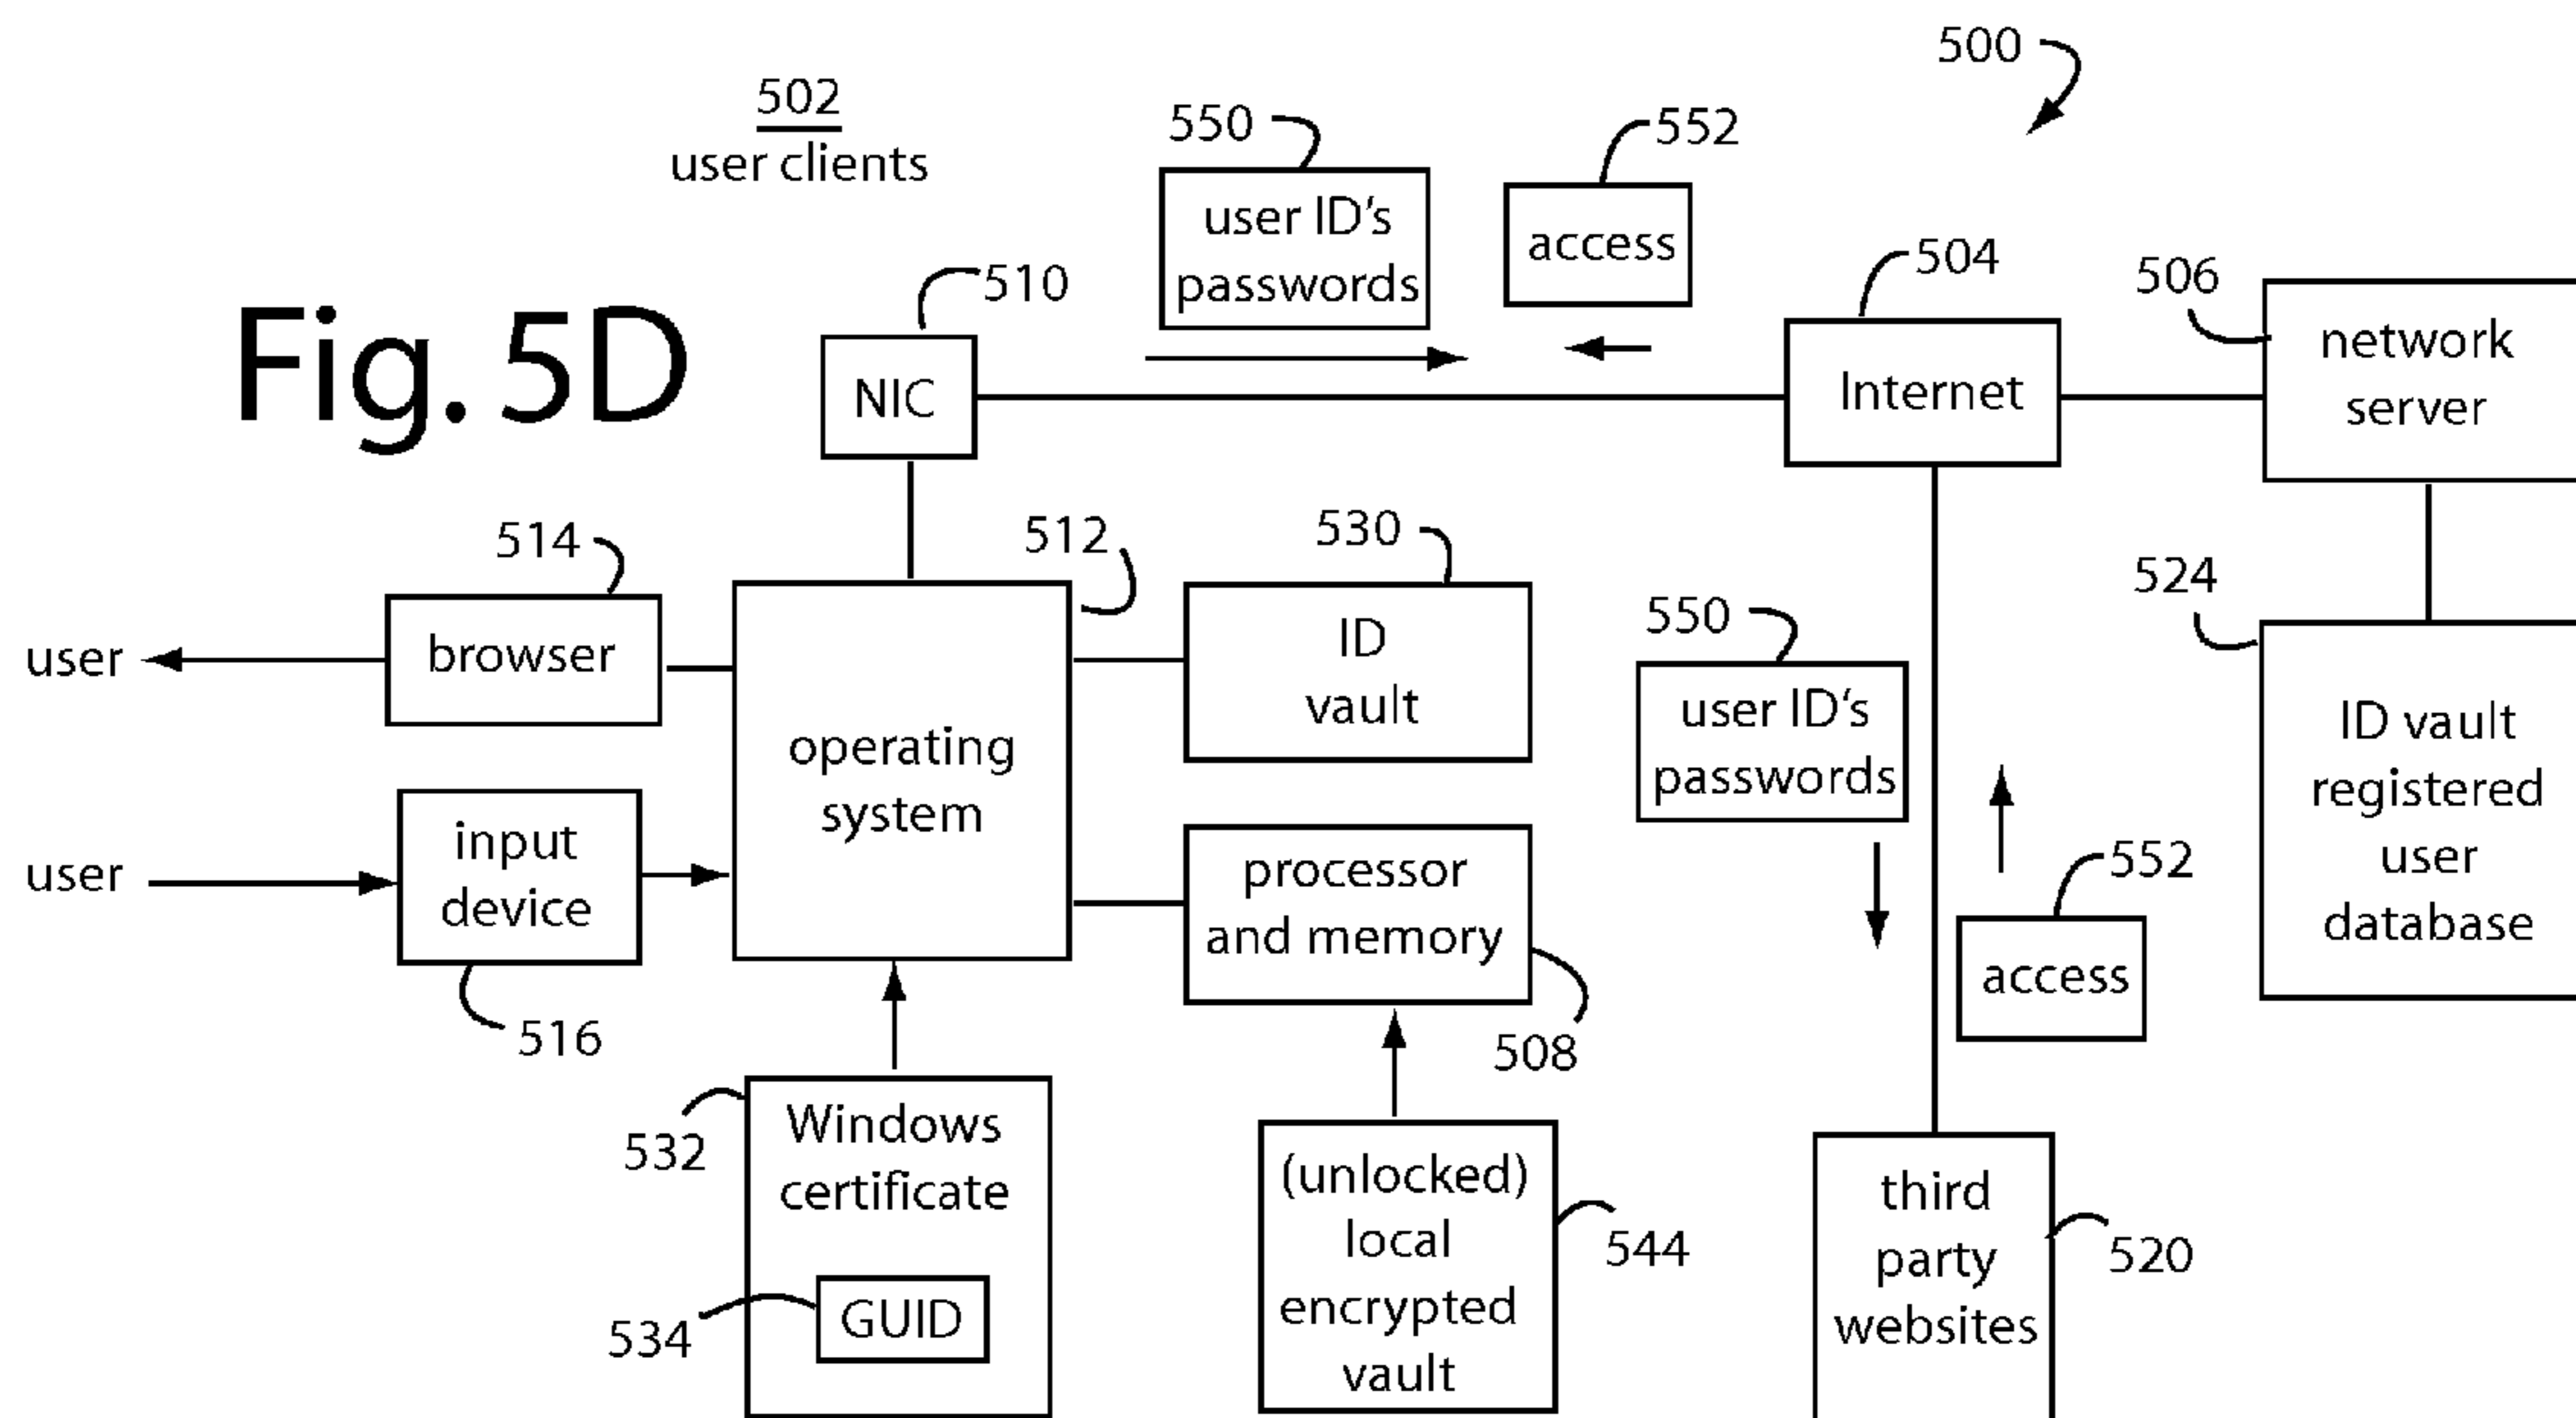 500
502
user clients
550
552
user ID's
passwords
access
504
506
510
Fig. 5D
NIC
Internet
network
server
514
512
530
524
550
user
browser
operating
system
ID
vault
user ID's
passwords
ID vault
registered
user
database
user
input
device
processor
and memory
552
access
516
508
532
Windows
certificate
534
GUID
(unlocked)
local
encrypted
vault
544
third
party
websites
520